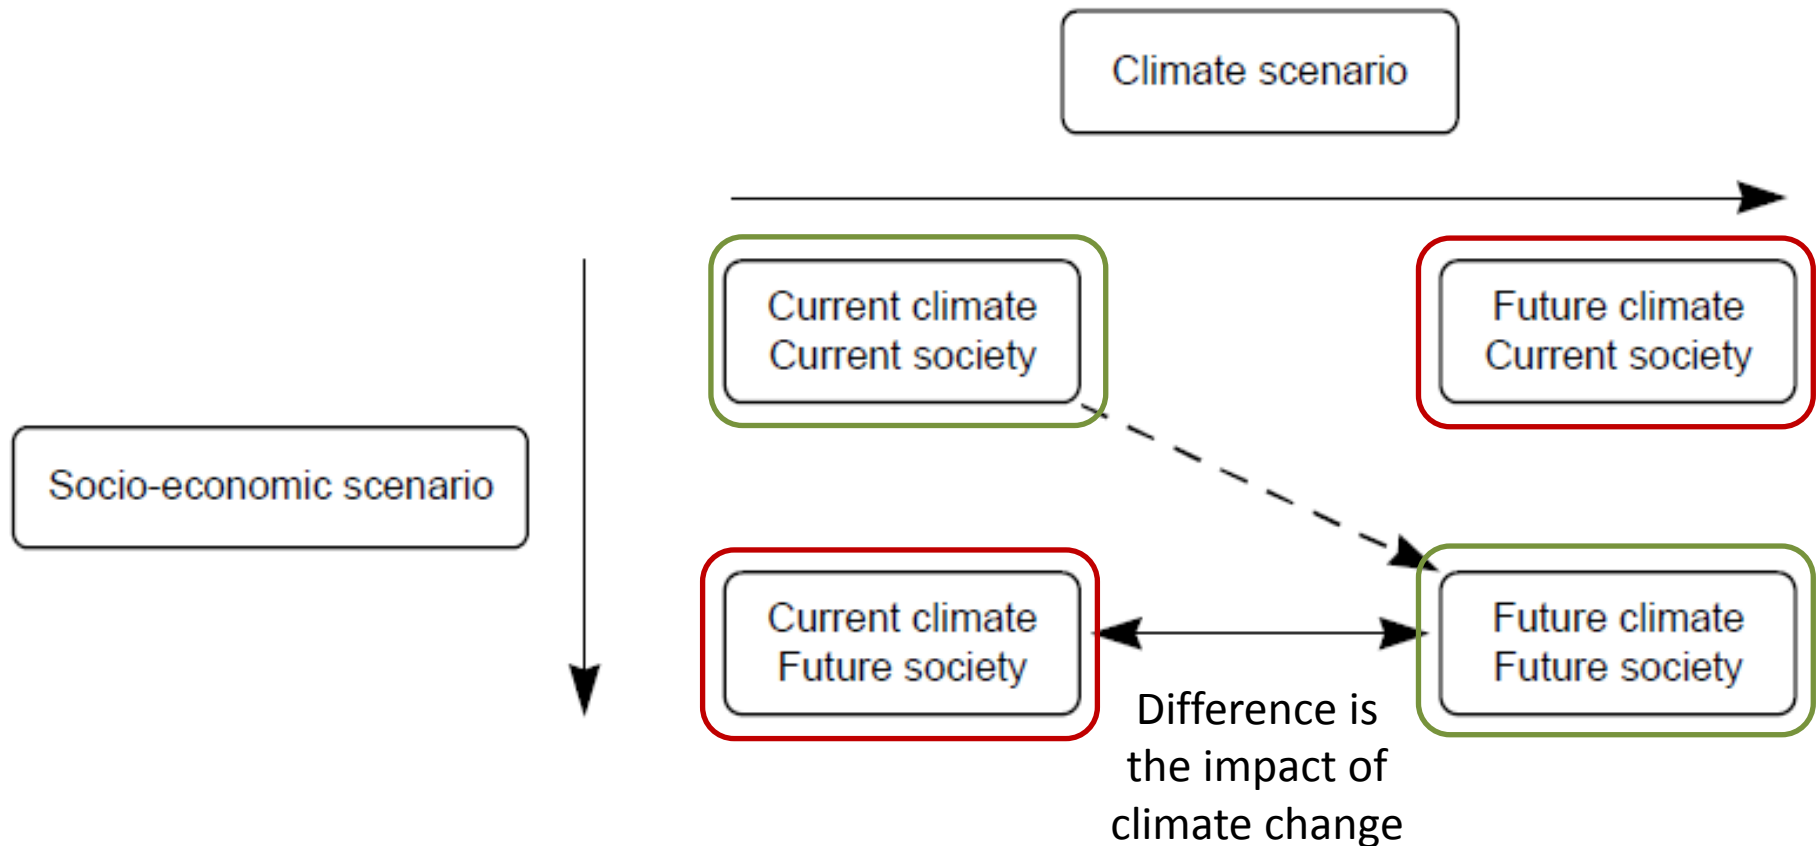 Climate scenario
Current climate
Current society
Future climate
Current society
Socio-economic scenario
Current climate
Future society
Future climate
Future society
Difference is
the impact of
climate change